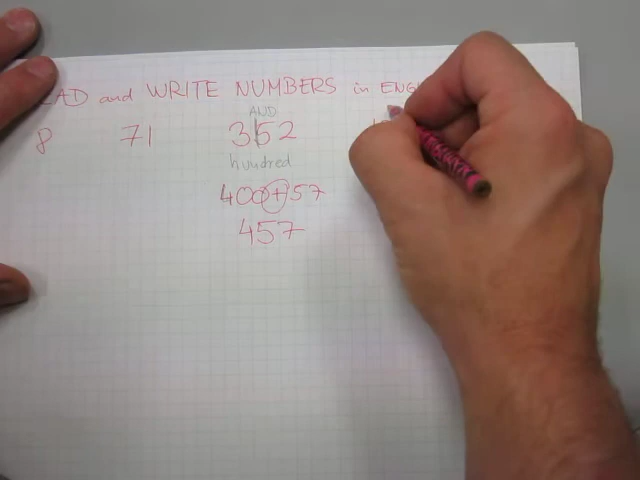 and WRITE NUMBERS in
AND
8 71 352
hundred
400+57
457